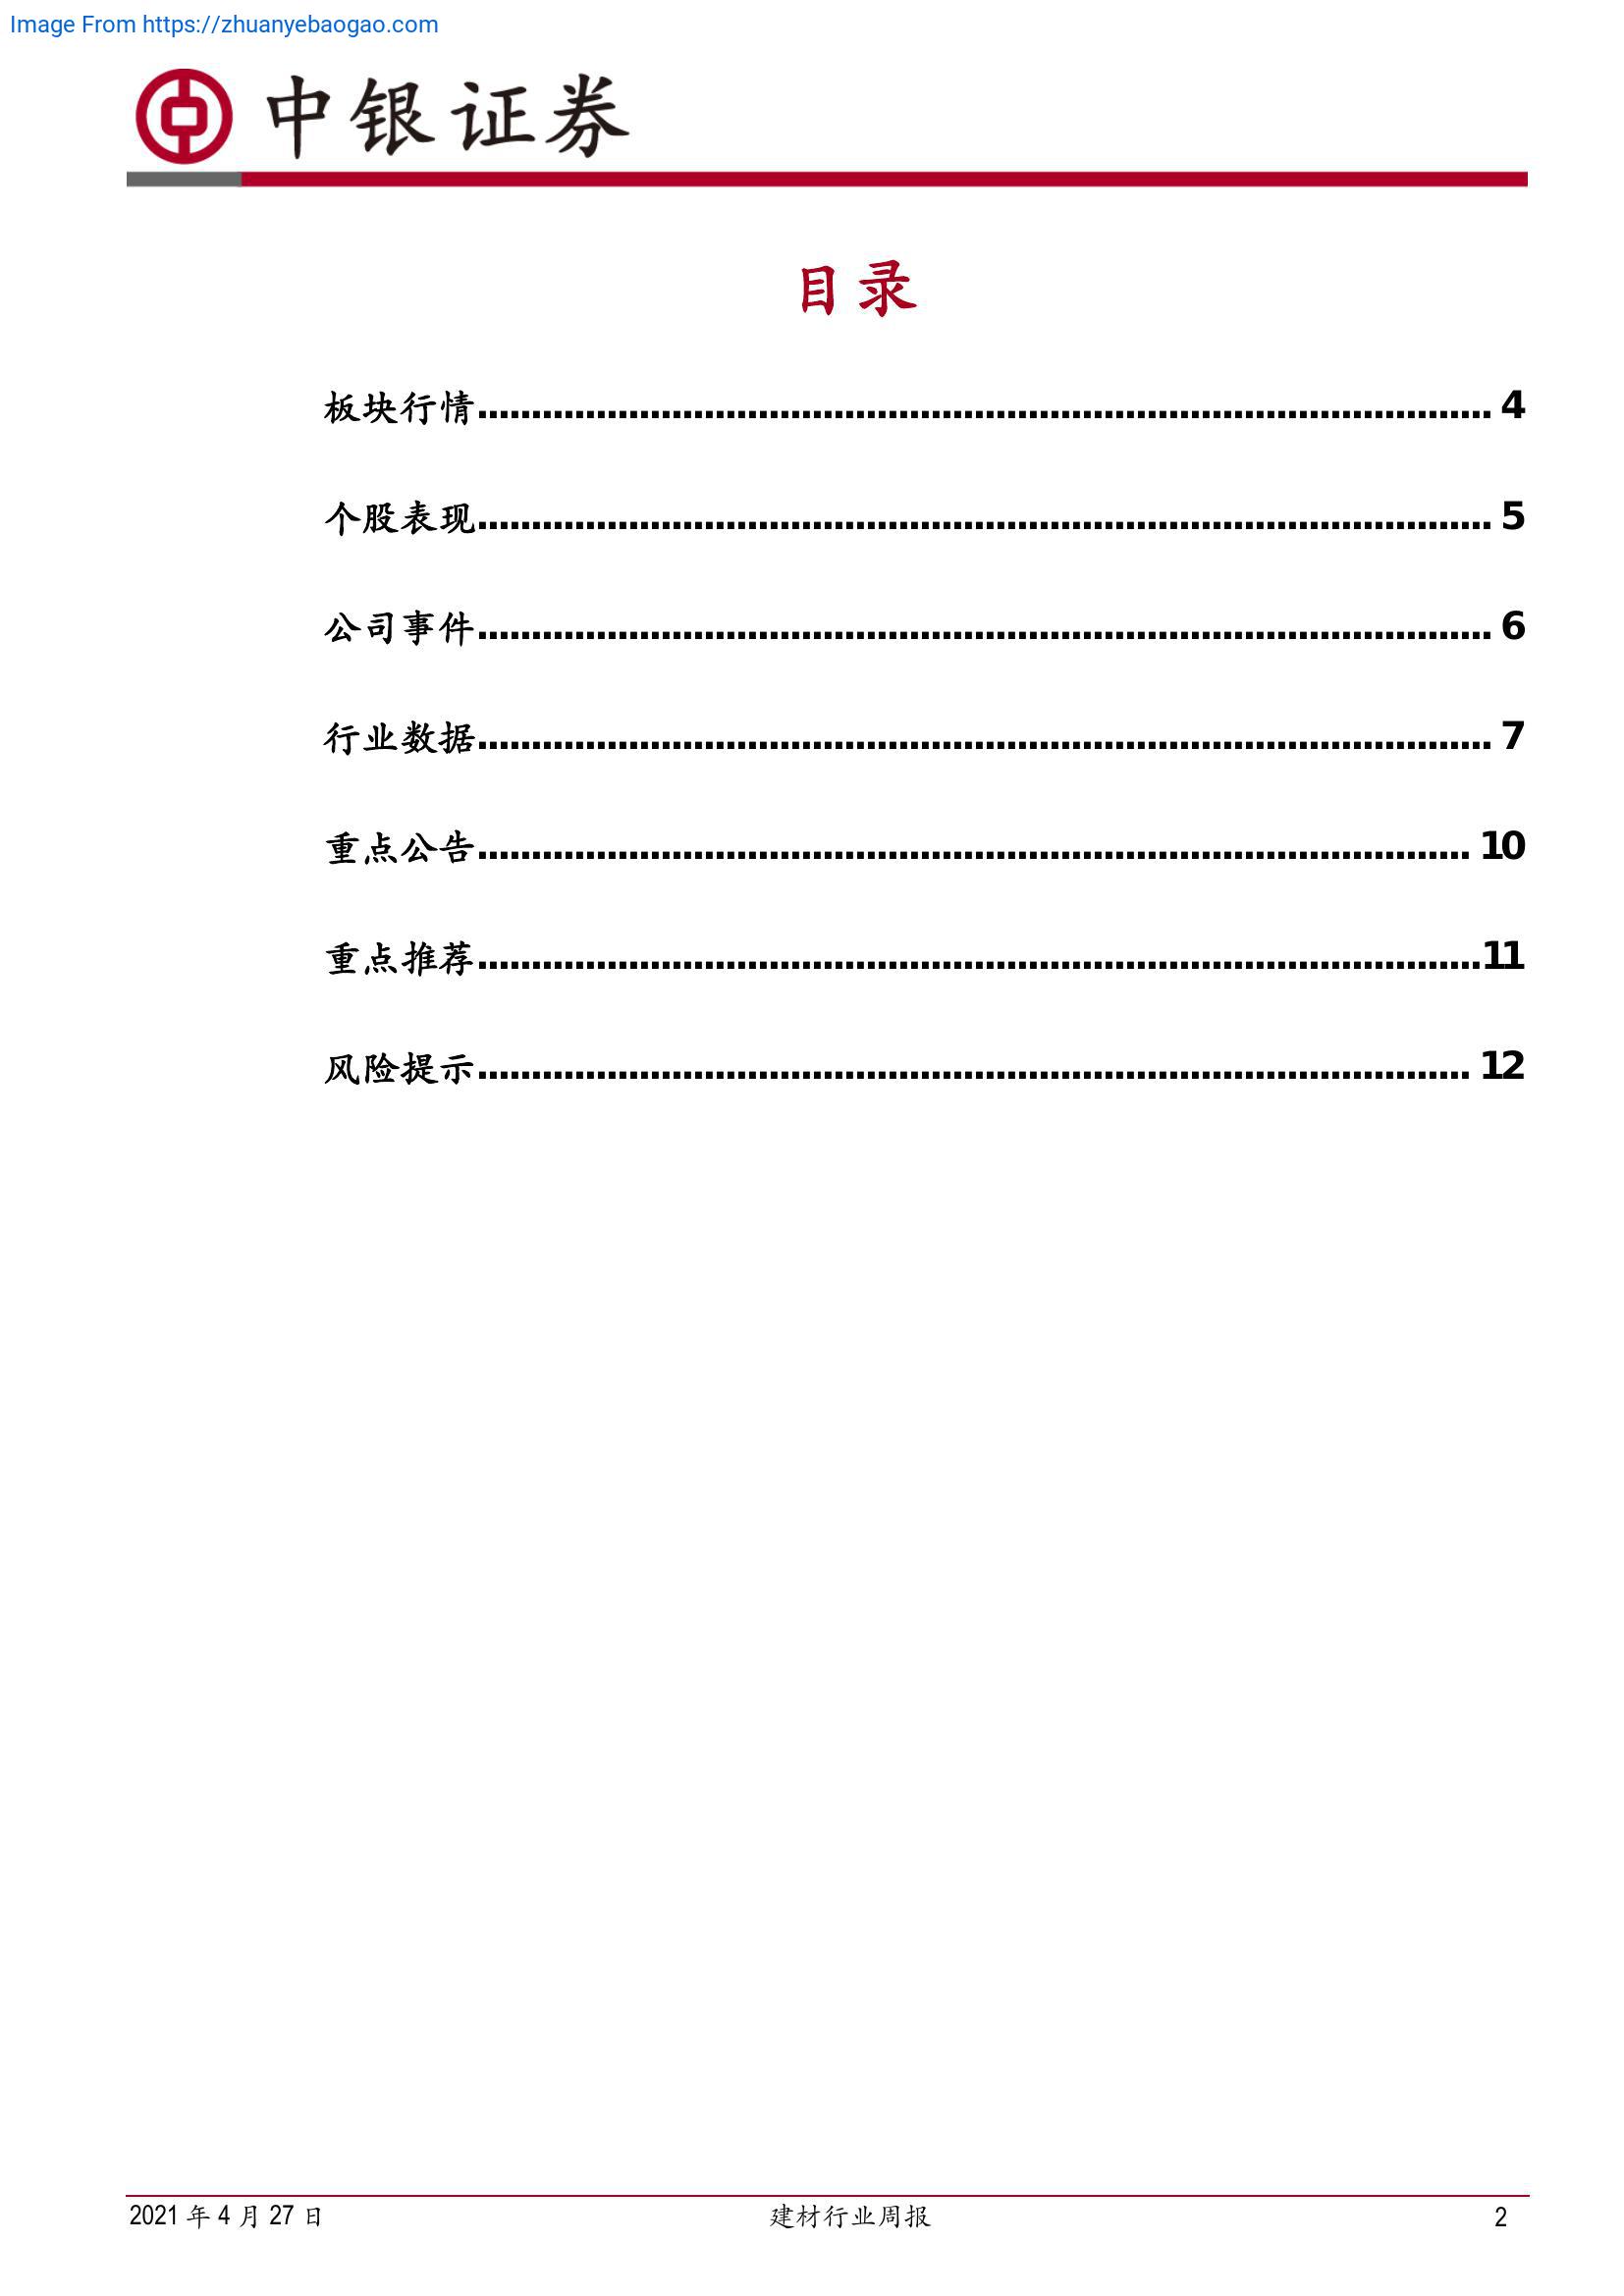 Image From https://zhuanyebaogao.com
中银证券
目录
板块行情 4
个股表现 5
公司事件 6
行业数据 7
重点公告 10
重点推荐 11
风险提示 12
2021 年 4 月 27 日 建材行业周报 2